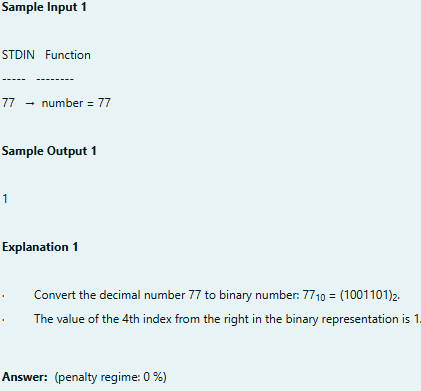 Sample Input 1
STDIN Function
----- --------
77 → number = 77
Sample Output 1
1
Explanation 1
· Convert the decimal number 77 to binary number: 77₁₀ = (1001101)₂.
· The value of the 4th index from the right in the binary representation is 1.
Answer: (penalty regime: 0 %)